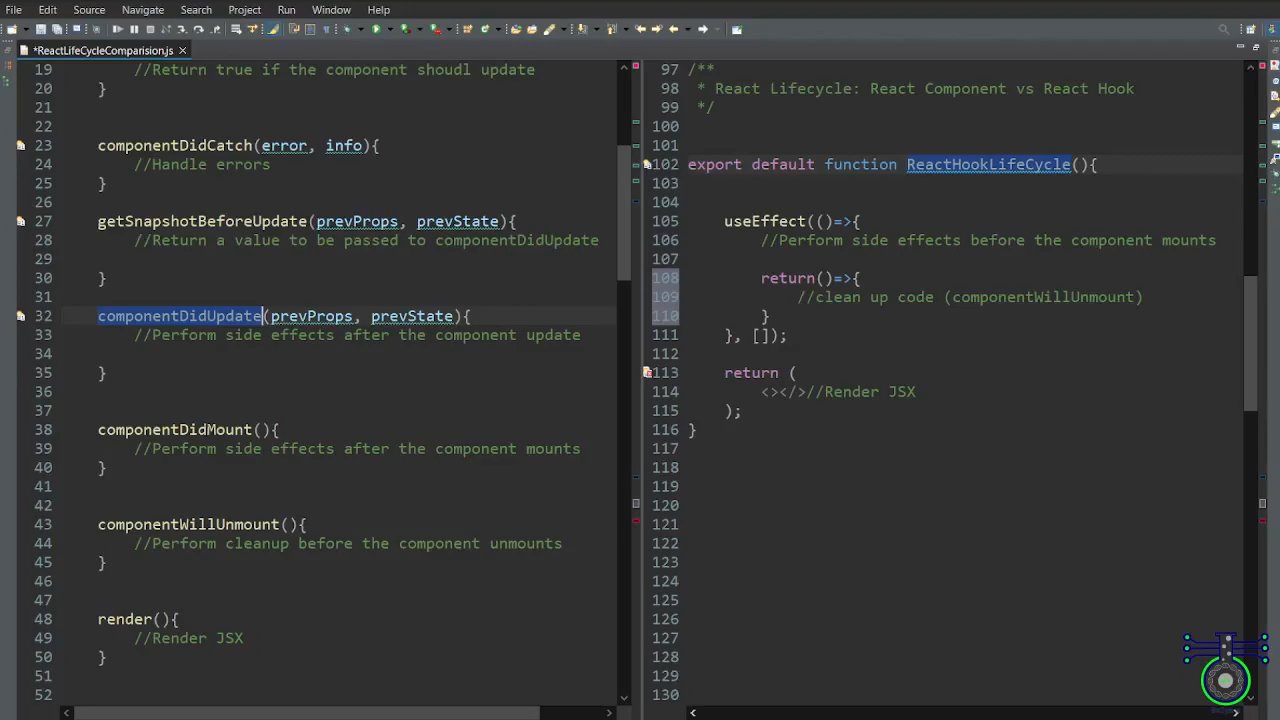 File Edit Source Navigate Search Project Run Window Help
*ReactLifeCycleComparision.js
19 //Return true if the component shoudl update
20 }
21
22
23 componentDidCatch(error, info){
24 //Handle errors
25 }
26
27 getSnapshotBeforeUpdate(prevProps, prevState){
28 //Return a value to be passed to componentDidUpdate
29
30 }
31
32 componentDidUpdate(prevProps, prevState){
33 //Perform side effects after the component update
34
35 }
36
37
38 componentDidMount(){
39 //Perform side effects after the component mounts
40 }
41
42
43 componentWillUnmount(){
44 //Perform cleanup before the component unmounts
45 }
46
47
48 render(){
49 //Render JSX
50 }
51
52
97 /**
98 * React Lifecycle: React Component vs React Hook
99 */
100
101
102 export default function ReactHookLifeCycle(){
103
104
105 useEffect(()=>{
106 //Perform side effects before the component mounts
107
108 return()=>{
109 //clean up code (componentWillUnmount)
110 }
111 }, []);
112
113 return (
114 <></>//Render JSX
115 );
116 }
117
118
119
120
121
122
123
124
125
126
127
128
129
130